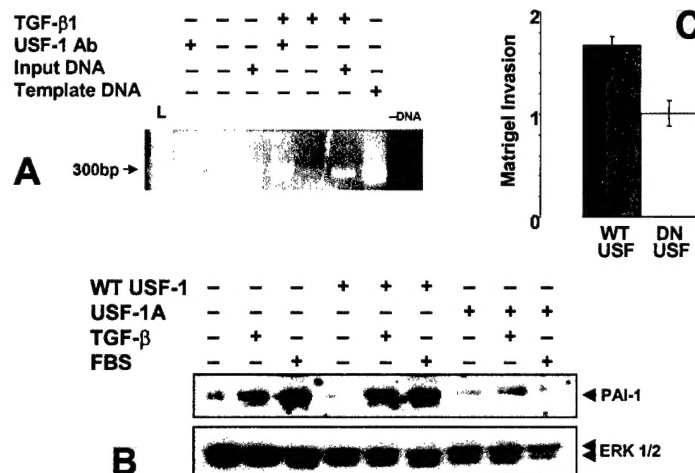 TGF-β1 – – – + + + –
USF-1 Ab + – – + – – –
Input DNA – – + – – + –
Template DNA – – – – – – +
L –DNA
A 300bp
C
Matrigel Invasion
2
1
0
WT USF DN USF
WT USF-1 – – – + + + – – –
USF-1A – – – – – – + + +
TGF-β – + – – + – – + –
FBS – – + – – + – – +
PAI-1
B ERK 1/2